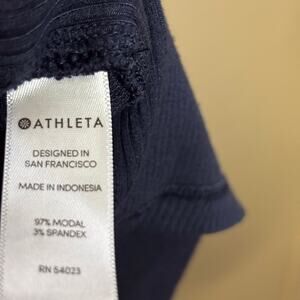 ATHLETA
DESIGNED IN
SAN FRANCISCO
MADE IN INDONESIA
97% MODAL
3% SPANDEX
RN 54023